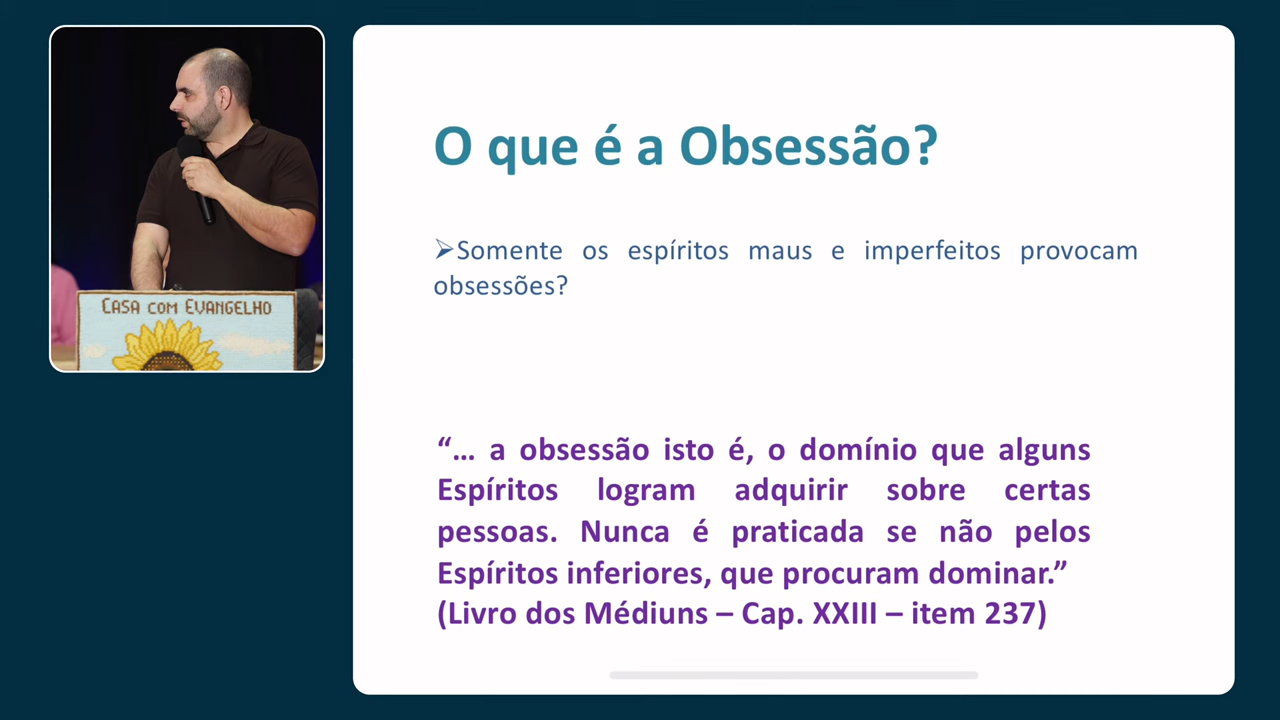 CASA COM EVANGELHO
O que é a Obsessão?
➢Somente os espíritos maus e imperfeitos provocam
obsessões?
“… a obsessão isto é, o domínio que alguns
Espíritos logram adquirir sobre certas
pessoas. Nunca é praticada se não pelos
Espíritos inferiores, que procuram dominar.”
(Livro dos Médiuns – Cap. XXIII – item 237)